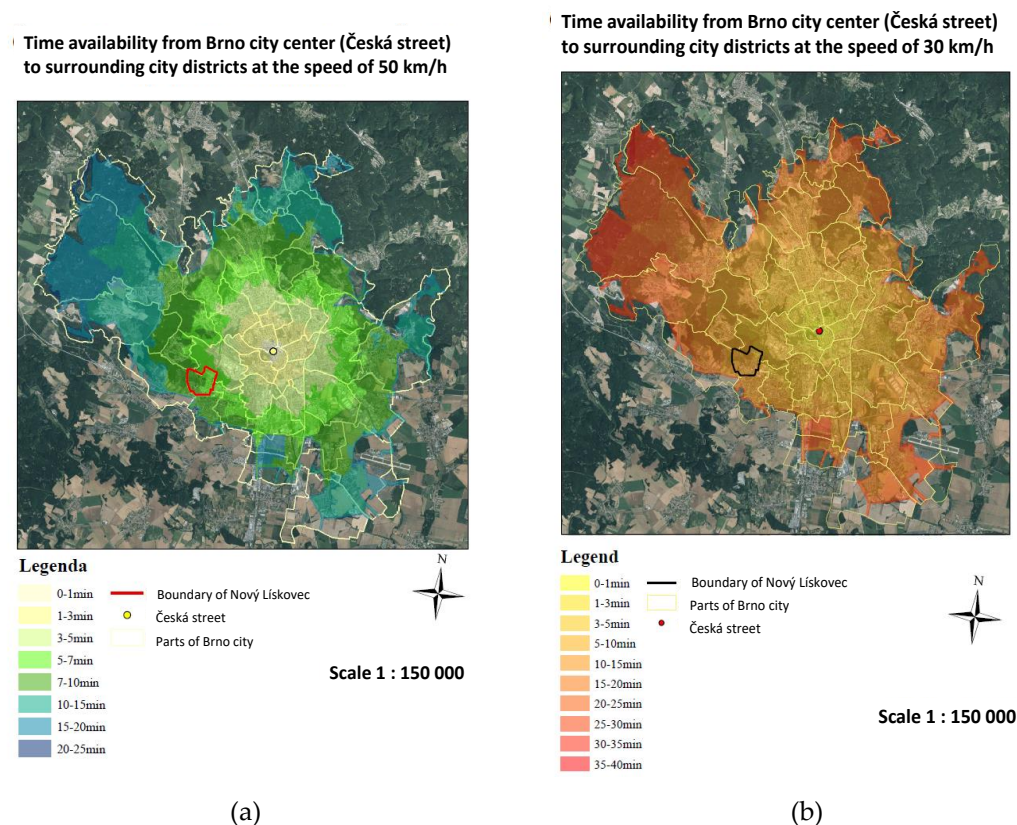 Time availability from Brno city center (Česká street)
to surrounding city districts at the speed of 50 km/h
Legenda
0-1min
1-3min
3-5min
5-7min
7-10min
10-15min
15-20min
20-25min
Boundary of Nový Lískovec
Česká street
Parts of Brno city
N
Scale 1 : 150 000
(a)
Time availability from Brno city center (Česká street)
to surrounding city districts at the speed of 30 km/h
Legend
0-1min
1-3min
3-5min
5-10min
10-15min
15-20min
20-25min
25-30min
30-35min
35-40min
Boundary of Nový Lískovec
Parts of Brno city
Česká street
N
Scale 1 : 150 000
(b)